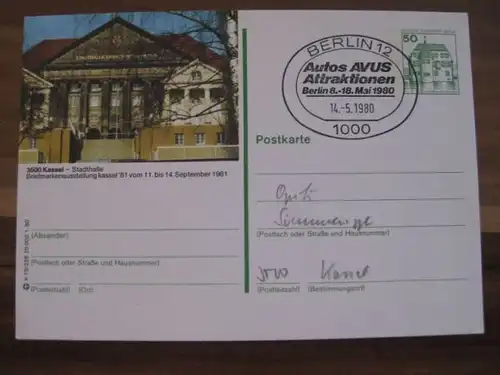 3500 Kassel – Stadthalle
Briefmarkenausstellung kassel '81 vom 11. bis 14. September 1981
(Absender)
(Postfach oder Straße und Hausnummer)
(Postleitzahl) (Ort)
BERLIN 12
Autos AVUS
Attraktionen
Berlin 8.-18. Mai 1980
14.-5.1980
1000
50
Postkarte
(Postfach oder Straße und Hausnummer)
Kassel
(Postleitzahl) (Bestimmungsort)